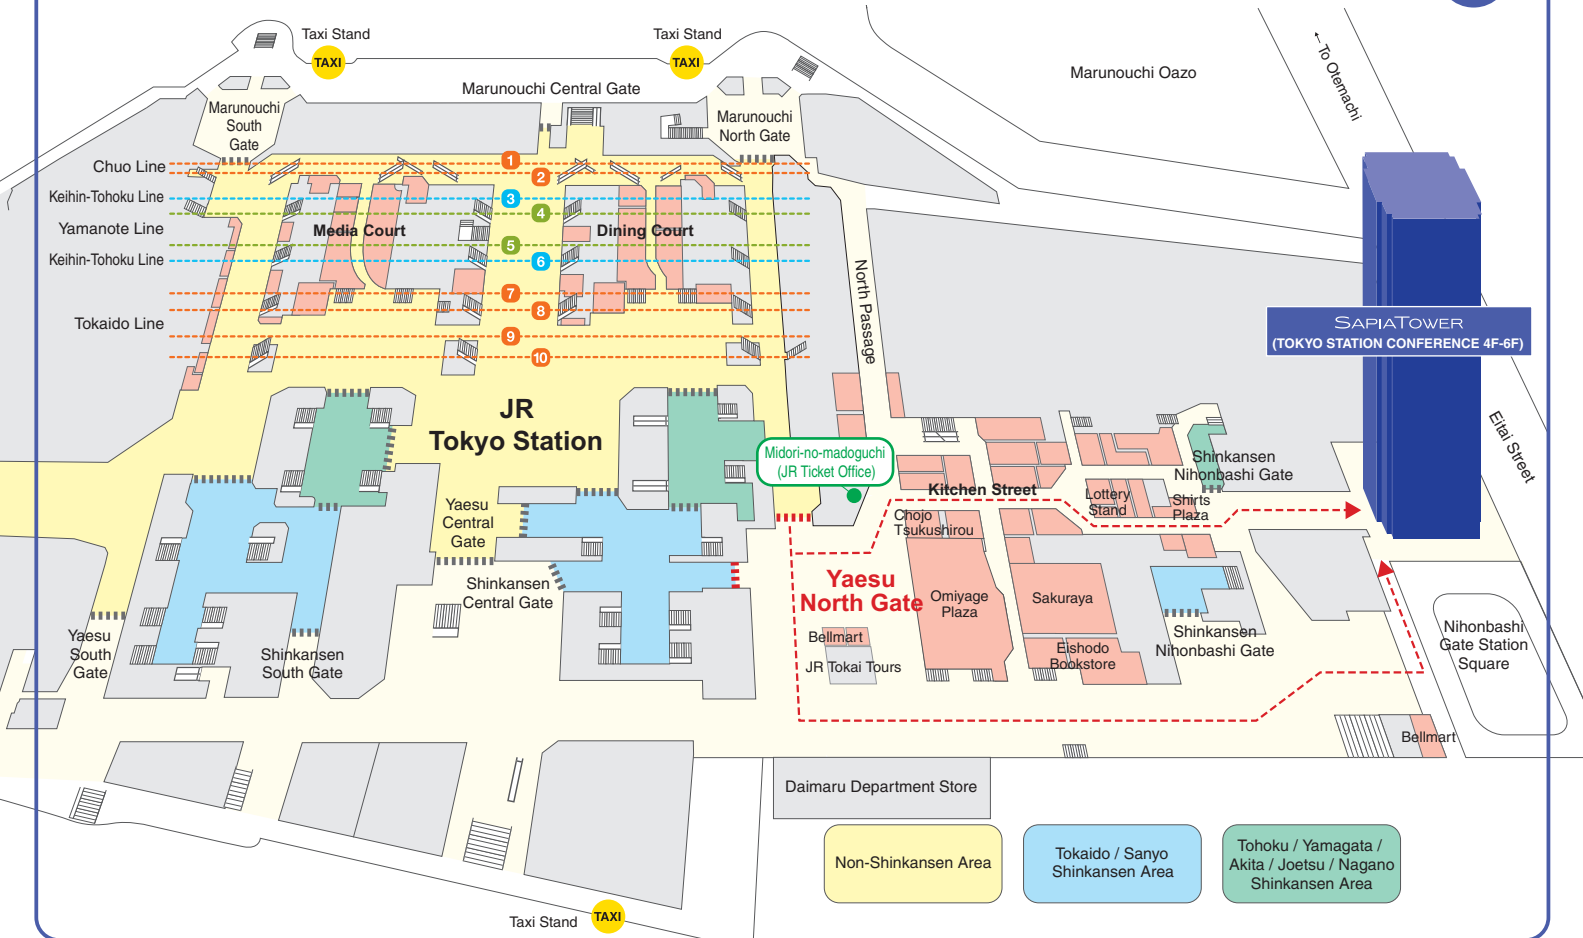 Taxi Stand
TAXI
Taxi Stand
TAXI
← To Otemachi
Marunouchi Oazo
Marunouchi Central Gate
Marunouchi
South
Gate
Marunouchi
North Gate
Chuo Line
1
2
Keihin-Tohoku Line
3
4
Yamanote Line
Media Court
Dining Court
5
Keihin-Tohoku Line
6
7
8
Tokaido Line
9
10
North Passage
SAPIATOWER
(TOKYO STATION CONFERENCE 4F-6F)
Eitai Street
JR
Tokyo Station
Midori-no-madoguchi
(JR Ticket Office)
Shinkansen
Nihonbashi Gate
Kitchen Street
Lottery
Stand
Shirts
Plaza
Chojo
Tsukushirou
Yaesu
Central
Gate
Shinkansen
Central Gate
Yaesu
North Gate
Omiyage
Plaza
Sakuraya
Bellmart
JR Tokai Tours
Eishodo
Bookstore
Shinkansen
Nihonbashi Gate
Nihonbashi
Gate Station
Square
Yaesu
South
Gate
Shinkansen
South Gate
Bellmart
Daimaru Department Store
Non-Shinkansen Area
Tokaido / Sanyo
Shinkansen Area
Tohoku / Yamagata /
Akita / Joetsu / Nagano
Shinkansen Area
Taxi Stand
TAXI